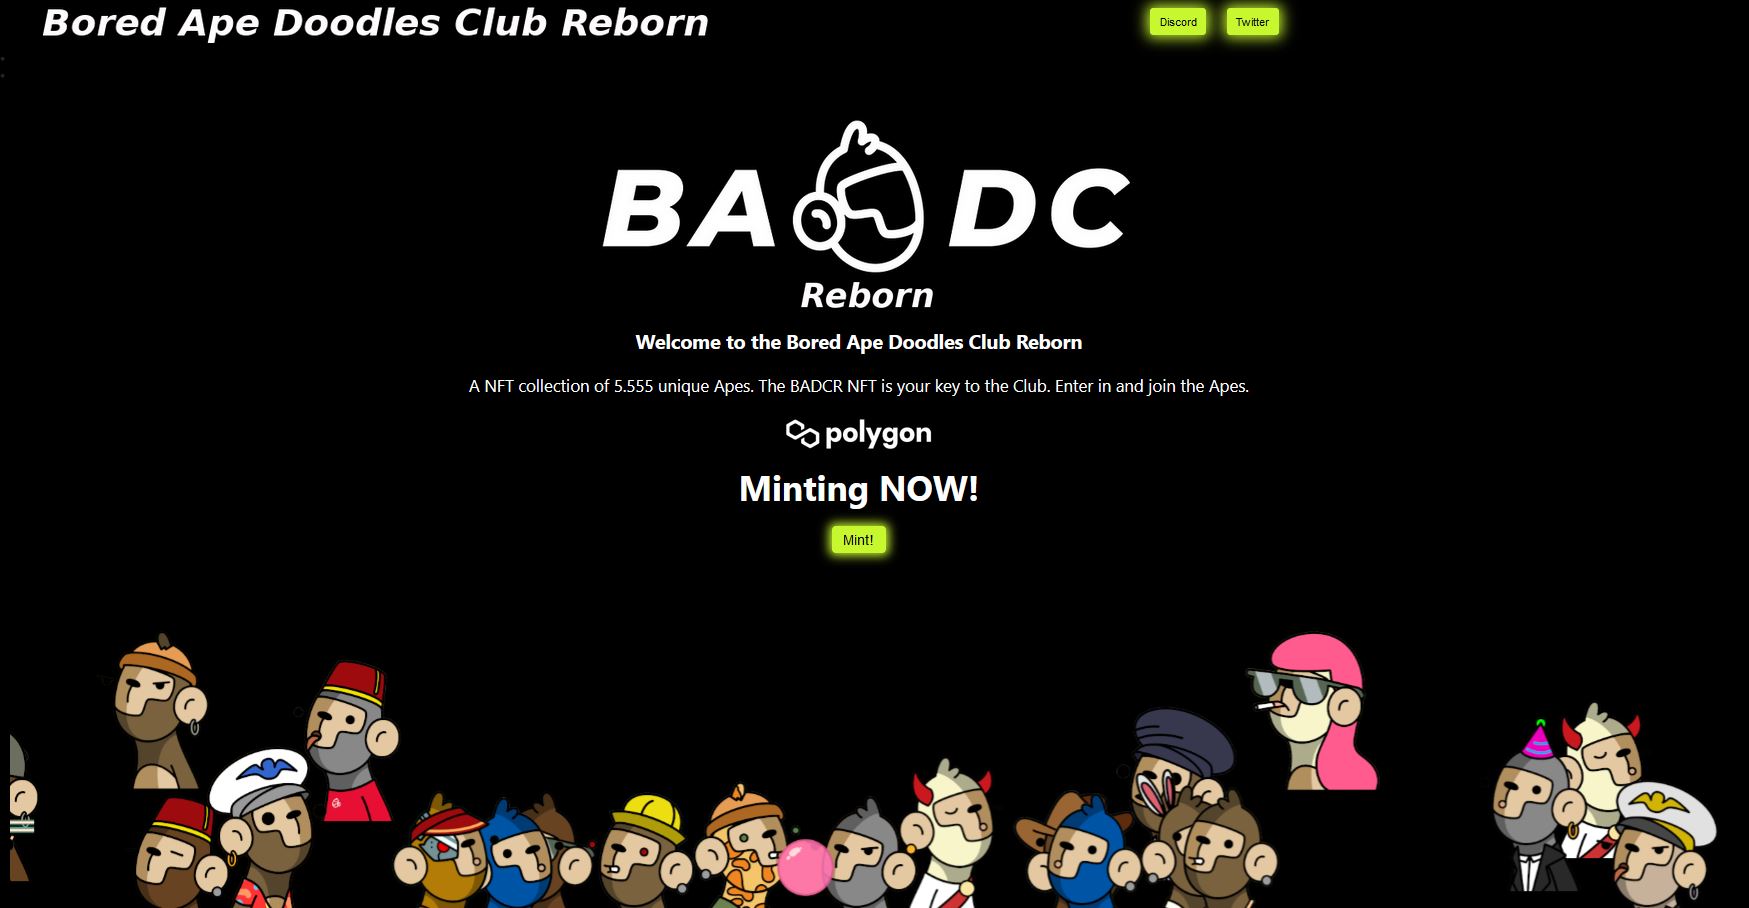 Bored Ape Doodles Club Reborn
Discord
Twitter
BA DC
Reborn
Welcome to the Bored Ape Doodles Club Reborn
A NFT collection of 5.555 unique Apes. The BADCR NFT is your key to the Club. Enter in and join the Apes.
polygon
Minting NOW!
Mint!